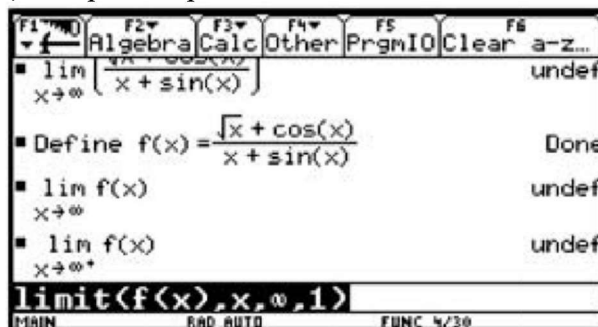 F1 F2 F3 F4 F5 F6
Algebra Calc Other PrgmIO Clear a-z…
lim x→∞ (√x + cos(x) / x + sin(x)) undef
Define f(x) = √x + cos(x) / x + sin(x) Done
lim x→∞ f(x) undef
lim x→∞⁺ f(x) undef
limit(f(x),x,∞,1)
MAIN RAD AUTO FUNC 4/30